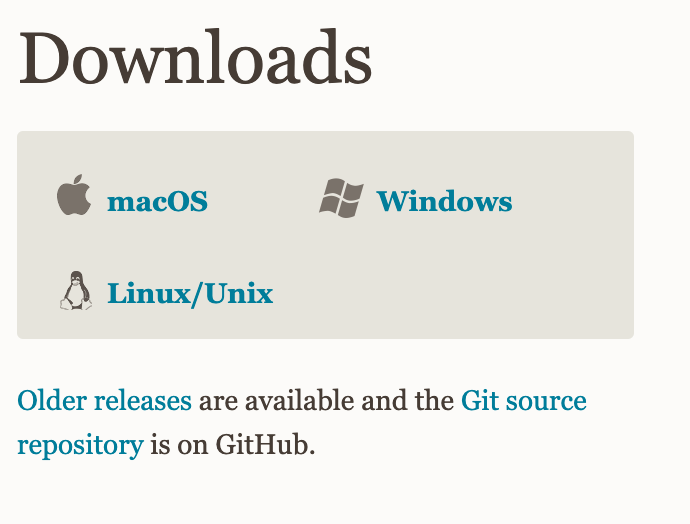 Downloads
macOS
Windows
Linux/Unix
Older releases are available and the Git source
repository is on GitHub.